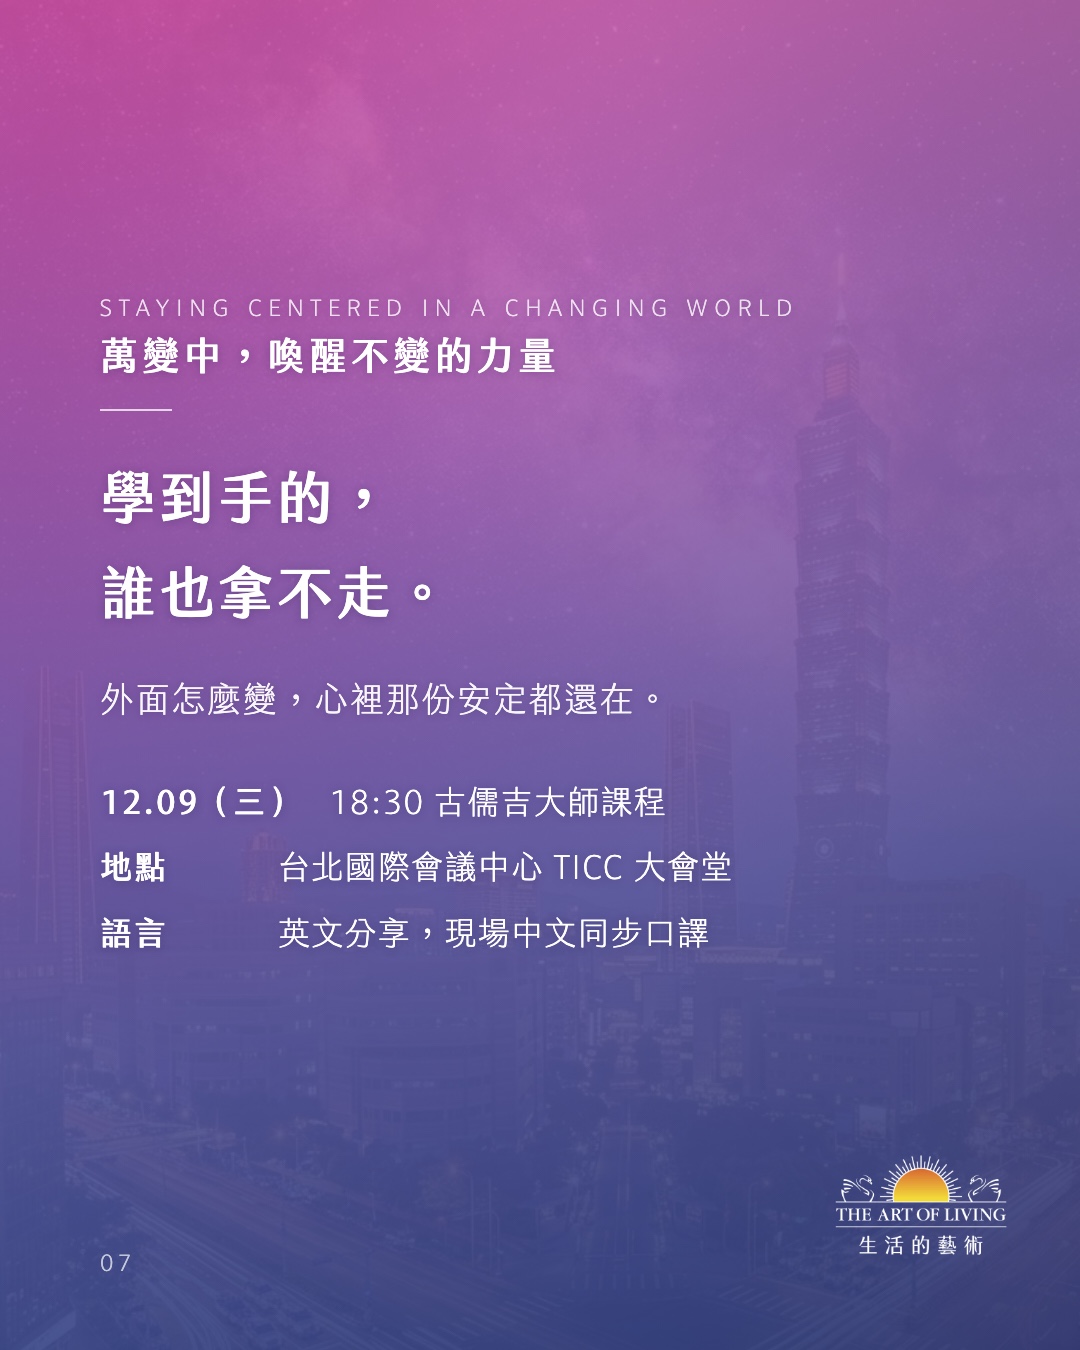 STAYING CENTERED IN A CHANGING WORLD
萬變中，喚醒不變的力量
學到手的，
誰也拿不走。
外面怎麼變，心裡那份安定都還在。
12.09（三） 18:30 古儒吉大師課程
地點 台北國際會議中心 TICC 大會堂
語言 英文分享，現場中文同步口譯
THE ART OF LIVING
生活的藝術
07